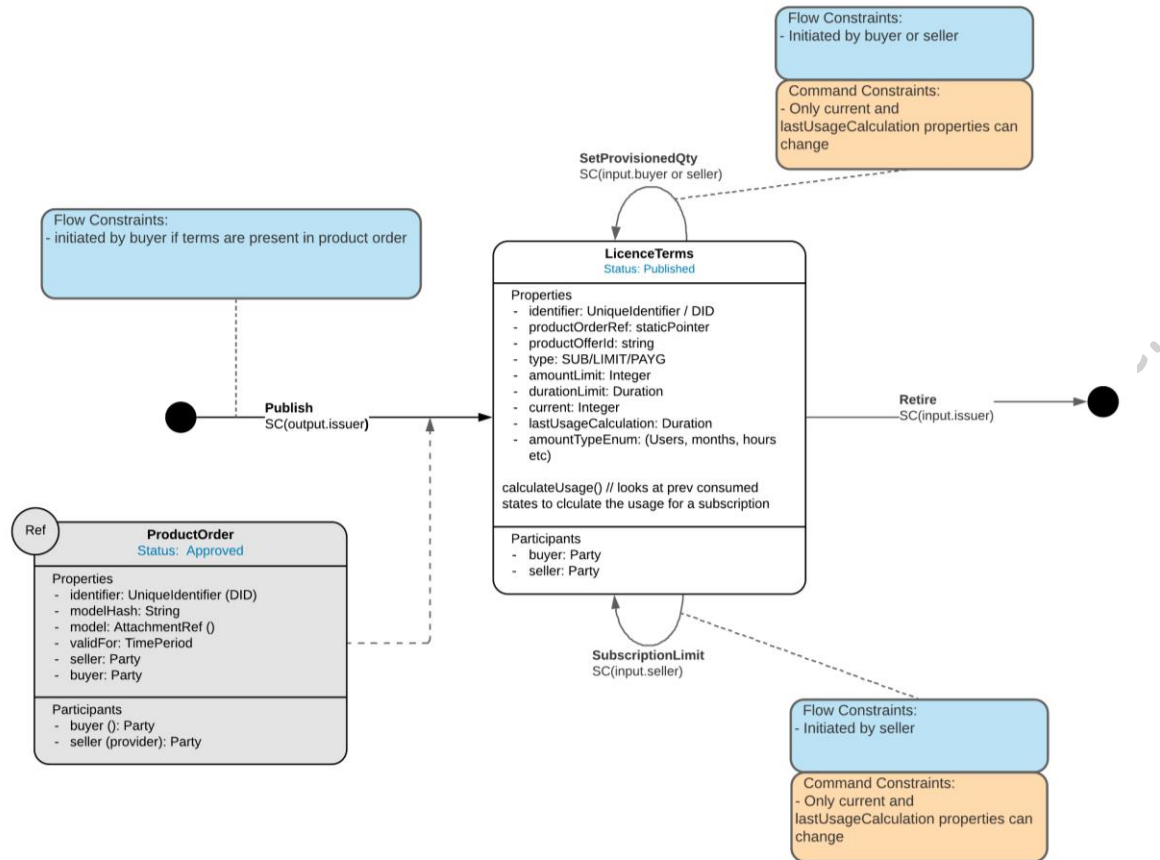 Flow Constraints:
- Initiated by buyer or seller
Command Constraints:
- Only current and
lastUsageCalculation properties can
change
SetProvisionedQty
SC(input.buyer or seller)
Flow Constraints:
- initiated by buyer if terms are present in product order
LicenceTerms
Status: Published
Properties
- identifier: UniqueIdentifier / DID
- productOrderRef: staticPointer
- productOfferId: string
- type: SUB/LIMIT/PAYG
- amountLimit: Integer
- durationLimit: Duration
- current: Integer
- lastUsageCalculation: Duration
- amountTypeEnum: (Users, months, hours
etc)
calculateUsage() // looks at prev consumed
states to clculate the usage for a subscription
Participants
- buyer: Party
- seller: Party
Publish
SC(output.issuer)
Retire
SC(input.issuer)
Ref
ProductOrder
Status: Approved
Properties
- identifier: UniqueIdentifier (DID)
- modelHash: String
- model: AttachmentRef ()
- validFor: TimePeriod
- seller: Party
- buyer: Party
Participants
- buyer (): Party
- seller (provider): Party
SubscriptionLimit
SC(input.seller)
Flow Constraints:
- Initiated by seller
Command Constraints:
- Only current and
lastUsageCalculation properties can
change